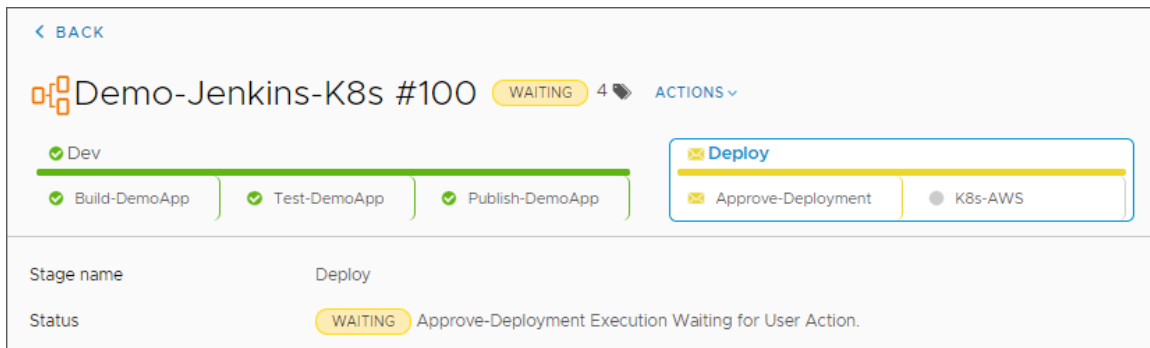 BACK
Demo-Jenkins-K8s #100 WAITING 4 ACTIONS
Dev Deploy
Build-DemoApp Test-DemoApp Publish-DemoApp Approve-Deployment K8s-AWS
Stage name Deploy
Status WAITING Approve-Deployment Execution Waiting for User Action.